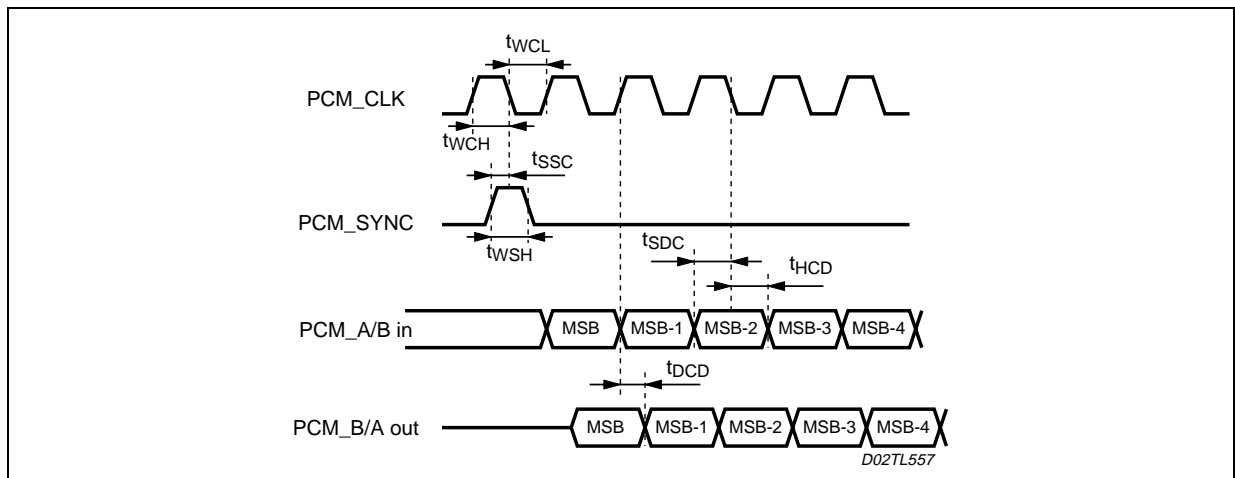 tWCL
PCM_CLK
tWCH
tSSC
PCM_SYNC
tWSH
tSDC
tHCD
PCM_A/B in
MSB MSB-1 MSB-2 MSB-3 MSB-4
tDCD
PCM_B/A out
MSB MSB-1 MSB-2 MSB-3 MSB-4
D02TL557